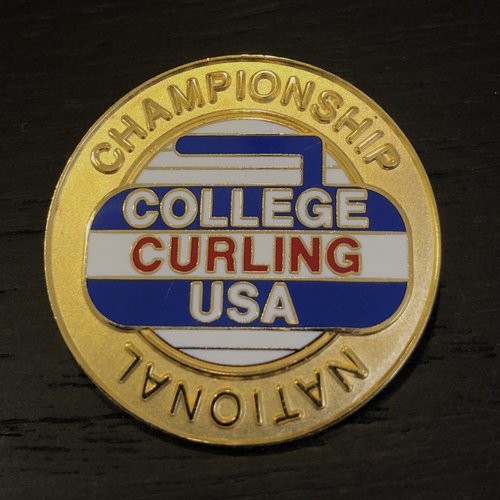 CHAMPIONSHIP
COLLEGE
CURLING
USA
NATIONAL